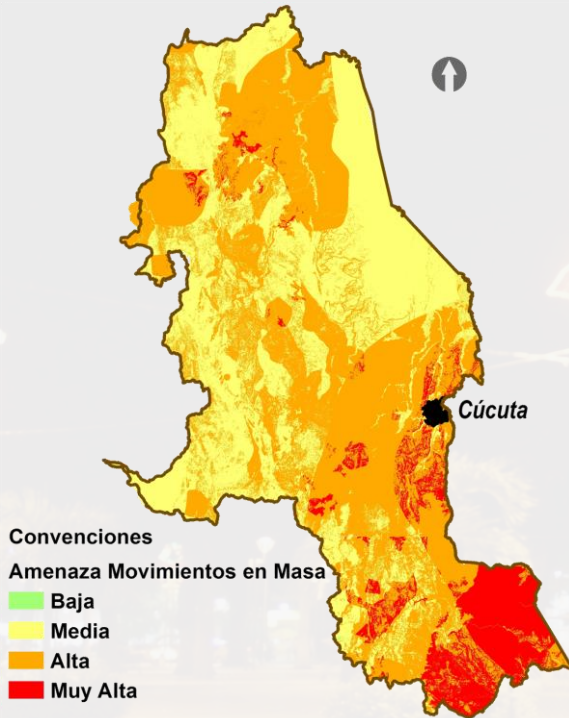 Cúcuta
Convenciones
Amenaza Movimientos en Masa
Baja
Media
Alta
Muy Alta